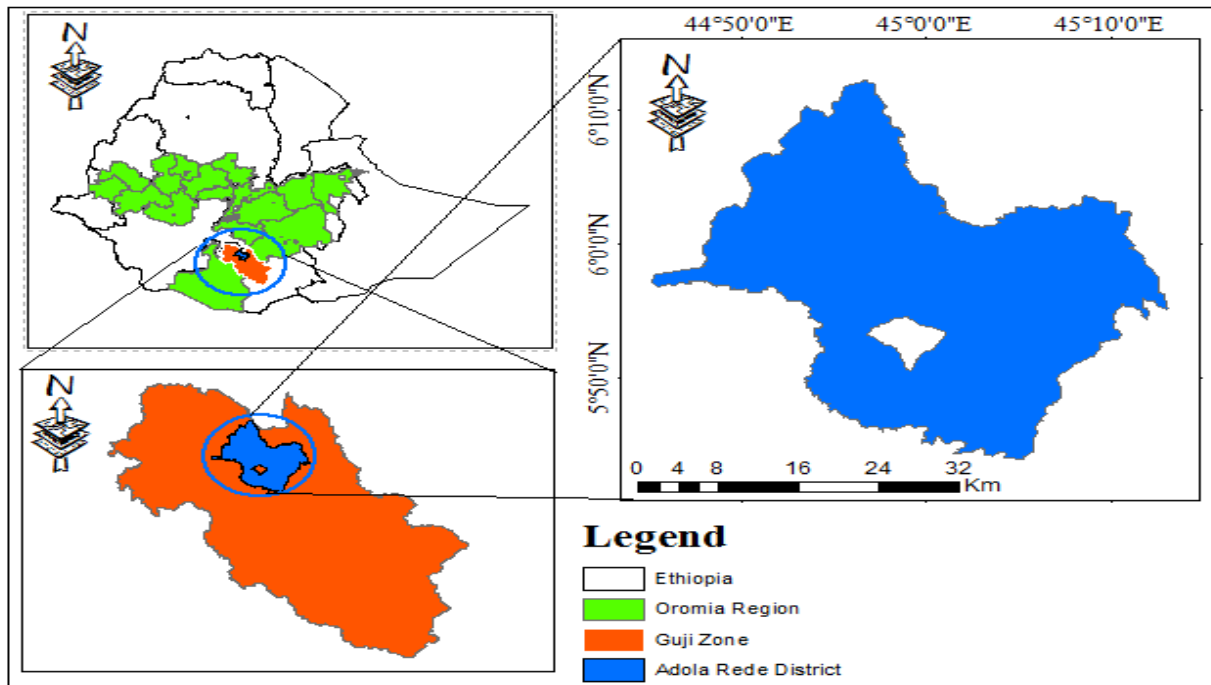 N
44°50'0"E 45°0'0"E 45°10'0"E
N
6°10'0"N
6°0'0"N
5°50'0"N
0 4 8 16 24 32
Km
N
Legend
Ethiopia
Oromia Region
Guji Zone
Adola Rede District